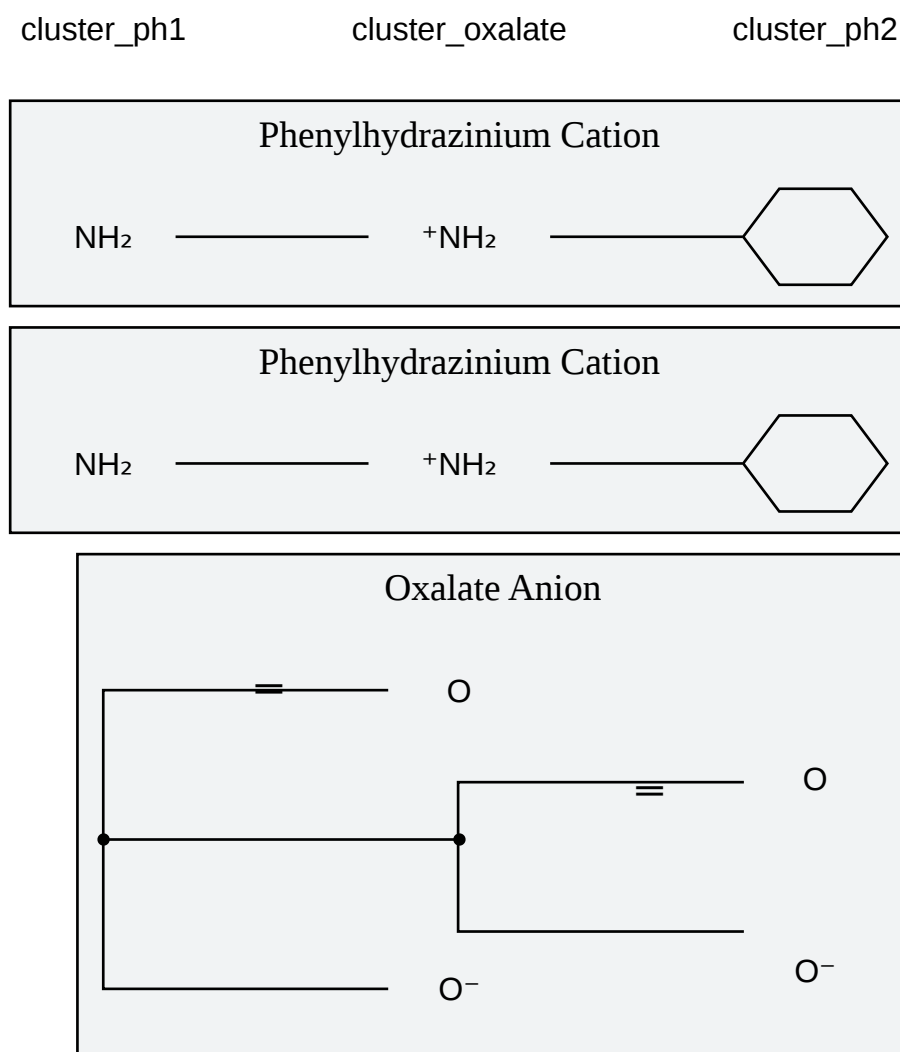 cluster_ph1 cluster_oxalate cluster_ph2
Phenylhydrazinium Cation
NH₂ ⁺NH₂
Phenylhydrazinium Cation
NH₂ ⁺NH₂
Oxalate Anion
=
O
O
=
O⁻
O⁻